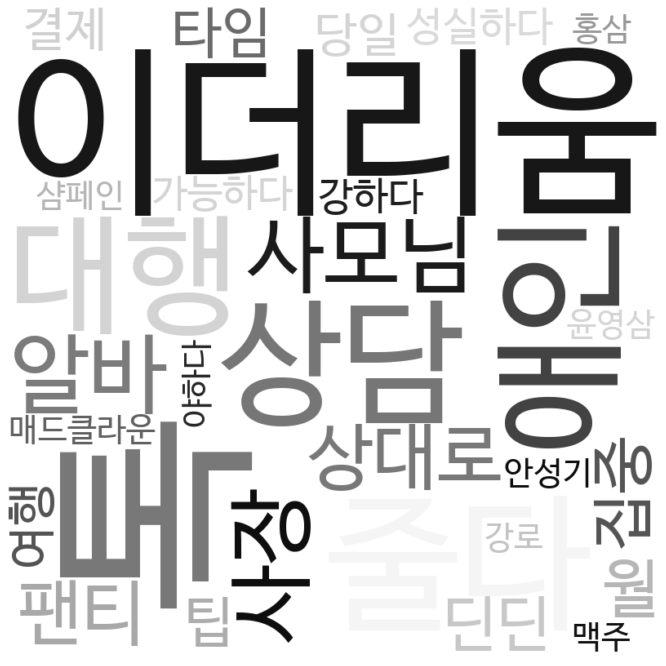 결제
타임
당일
성실하다
홍삼
이더리움
샴페인
가능하다
강하다
대행
사모님
애인
윤영삼
알바
야하다
상담
매드클라운
상대로
안성기
집중
톡
여행
사장
줄다
강로
월
팬티
팁
딘딘
맥주